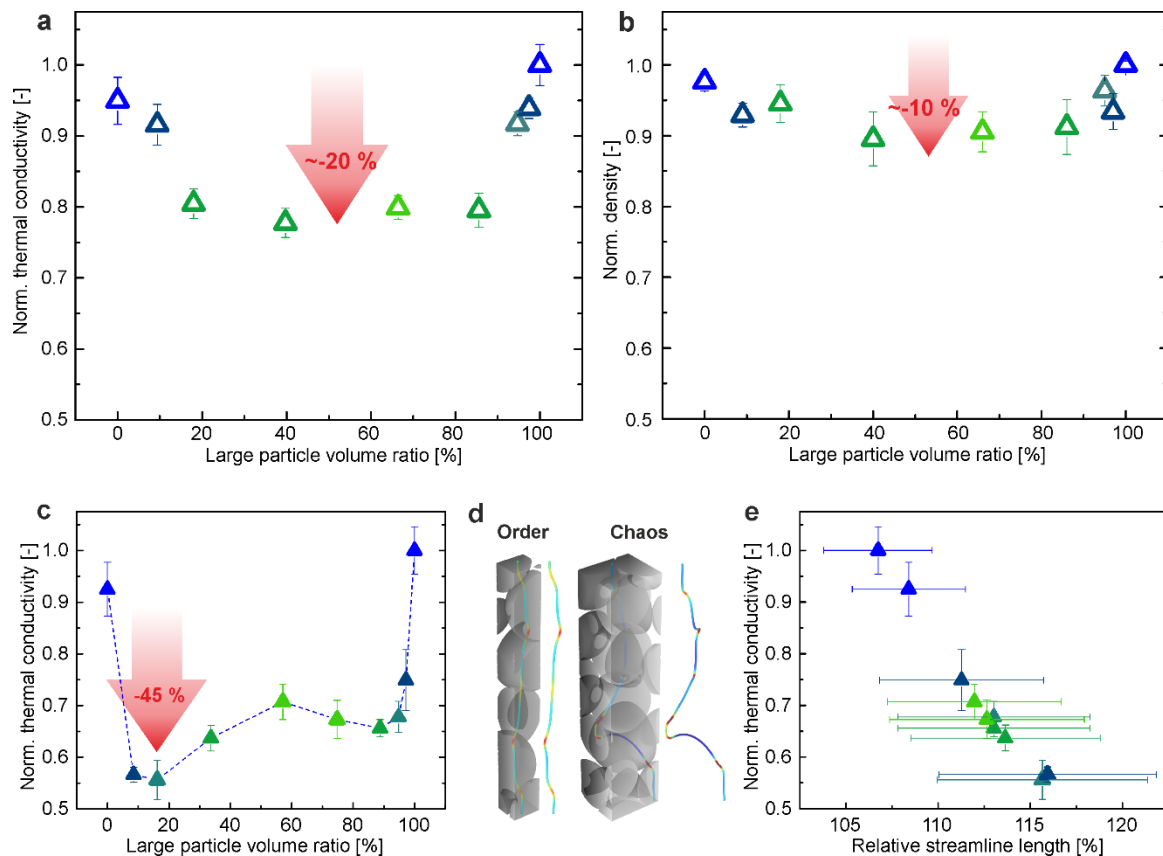 a
Norm. thermal conductivity [-]
1.0
0.9
0.8
0.7
0.6
0.5
~-20 %
0 20 40 60 80 100
Large particle volume ratio [%]
b
Norm. density [-]
1.0
0.9
0.8
0.7
0.6
0.5
~-10 %
0 20 40 60 80 100
Large particle volume ratio [%]
c
Norm. thermal conductivity [-]
1.0
0.9
0.8
0.7
0.6
0.5
-45 %
0 20 40 60 80 100
Large particle volume ratio [%]
d
Order Chaos
e
Norm. thermal conductivity [-]
1.0
0.9
0.8
0.7
0.6
0.5
105 110 115 120
Relative streamline length [%]